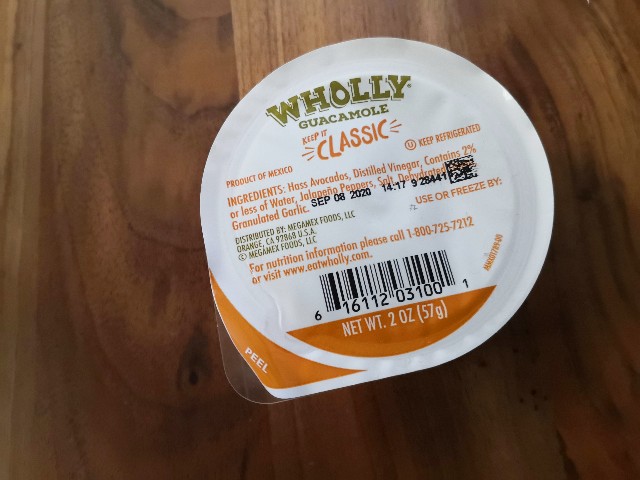 WHOLLY®
GUACAMOLE
KEEP IT
CLASSIC
U KEEP REFRIGERATED
PRODUCT OF MEXICO
INGREDIENTS: Hass Avocados, Distilled Vinegar, Contains 2%
or less of Water, Jalapeño Peppers, Salt, Dehydrated
Granulated Garlic.
SEP 08 2020 14:17 9 28441
USE OR FREEZE BY:
DISTRIBUTED BY: MEGAMEX FOODS, LLC
ORANGE, CA 92868 U.S.A.
© MEGAMEX FOODS, LLC
For nutrition information please call 1-800-725-7212
or visit www.eatwholly.com.
6 16112 03100 1
NET WT. 2 OZ (57g)
PEEL